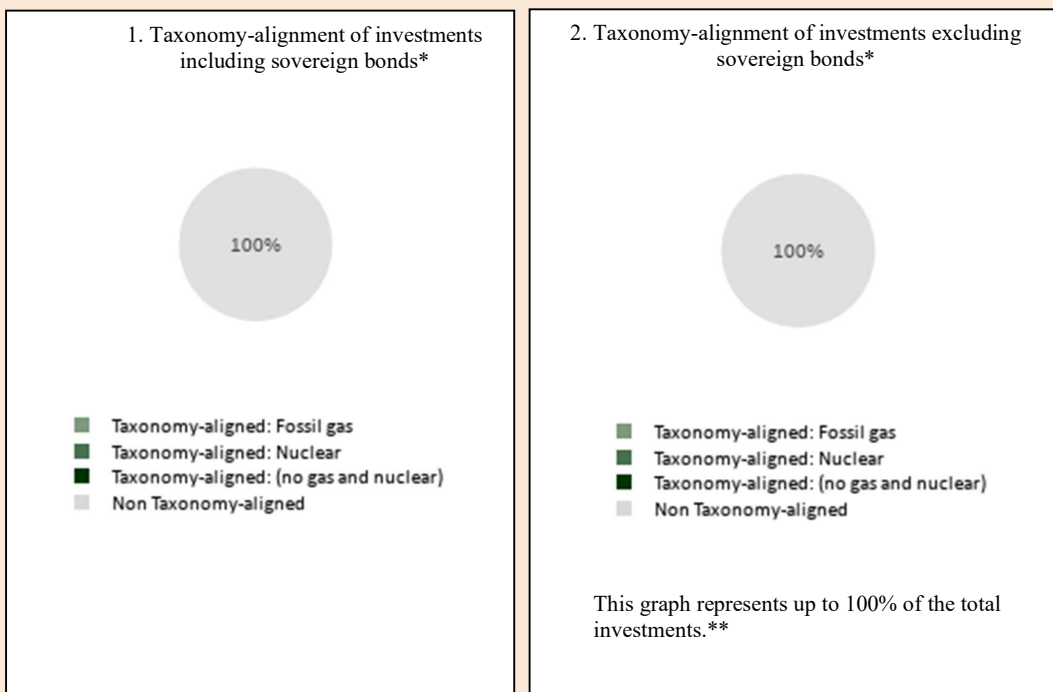 1. Taxonomy-alignment of investments
including sovereign bonds*
100%
Taxonomy-aligned: Fossil gas
Taxonomy-aligned: Nuclear
Taxonomy-aligned: (no gas and nuclear)
Non Taxonomy-aligned
2. Taxonomy-alignment of investments excluding
sovereign bonds*
100%
Taxonomy-aligned: Fossil gas
Taxonomy-aligned: Nuclear
Taxonomy-aligned: (no gas and nuclear)
Non Taxonomy-aligned
This graph represents up to 100% of the total
investments.**